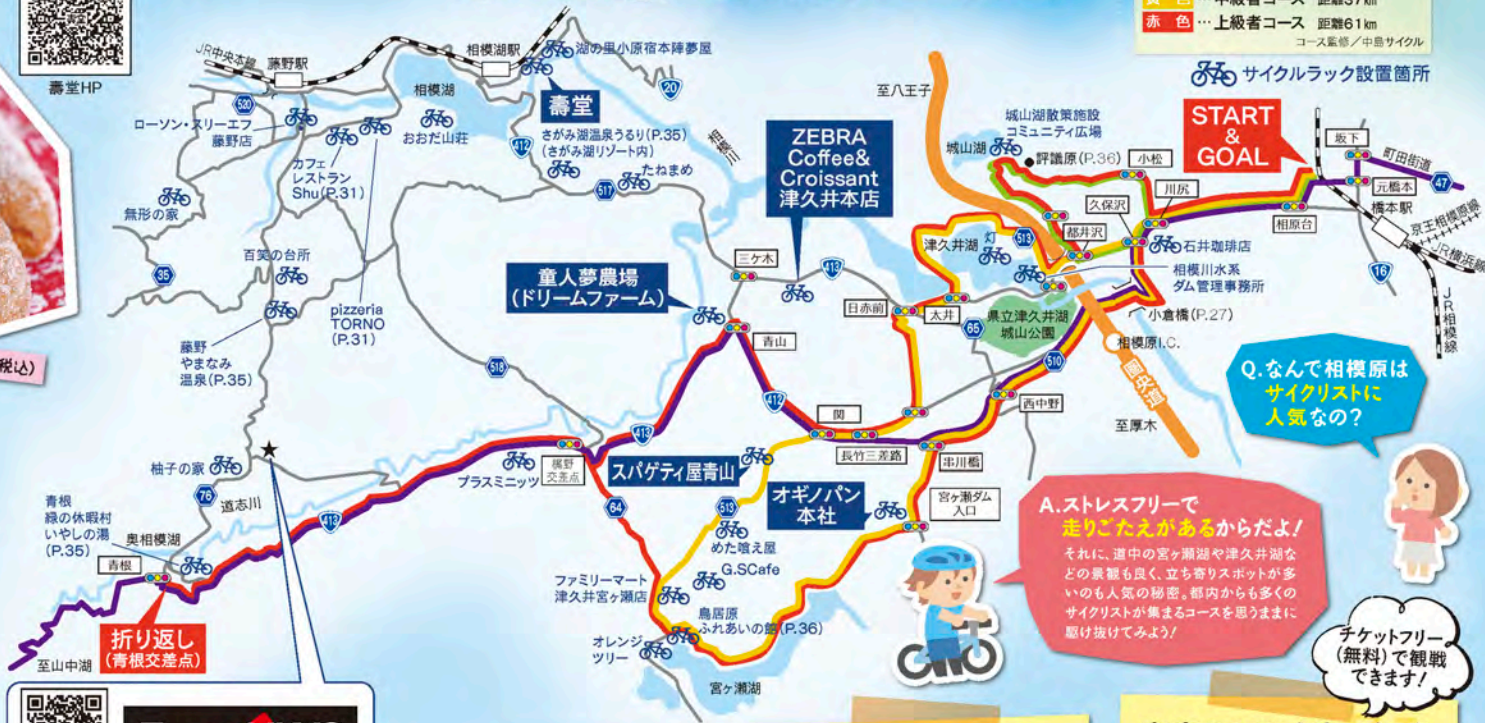 壽堂HP
黄 色 … 中級者コース 距離37km
赤 色 … 上級者コース 距離61km
コース監修／中島サイクル
サイクルラック設置箇所
JR中央本線
藤野駅
相模湖駅
湖の里小原宿本陣夢屋
壽堂
20
相模湖
520
ローソン・スリーエフ
藤野店
カフェ
レストラン
Shu(P.31)
おおだ山荘
412
さがみ湖温泉うるり(P.35)
(さがみ湖リゾート内)
たねまめ
517
相模川
無形の家
35
百笑の台所
pizzeria
TORNO
(P.31)
藤野
やまなみ
温泉(P.35)
518
ZEBRA
Coffee&
Croissant
津久井本店
童人夢農場
(ドリームファーム)
三ケ木
413
青山
412
至八王子
城山湖散策施設
コミュニティ広場
城山湖
評議原(P.36)
小松
START
&
GOAL
坂下
町田街道
47
元橋本
橋本駅
京王相模原線
JR横浜線
JR相模線
16
相原台
川尻
久保沢
都井沢
石井珈琲店
津久井湖
灯
513
相模川水系
ダム管理事務所
小倉橋(P.27)
日赤前
太井
65
県立津久井湖
城山公園
相模原I.C.
圏央道
至厚木
510
西中野
関
長竹三差路
串川橋
宮ヶ瀬ダム
入口
オギノパン
本社
スパゲティ屋青山
513
めた喰え屋
G.SCafe
ファミリーマート
津久井宮ヶ瀬店
鳥居原
ふれあいの館(P.36)
オレンジ
ツリー
宮ヶ瀬湖
64
413
梶野
交差点
プラスミニッツ
柚子の家
76
道志川
青根
緑の休暇村
いやしの湯
(P.35)
奥相模湖
青根
413
折り返し
(青根交差点)
至山中湖
税込)
Q.なんで相模原は
サイクリストに
人気なの?
A.ストレスフリーで
走りごたえがあるからだよ!
それに、道中の宮ヶ瀬湖や津久井湖な
どの景観も良く、立ち寄りスポットが多
いのも人気の秘密。都内からも多くの
サイクリストが集まるコースを思うままに
駆け抜けてみよう!
チケットフリー
(無料)で観戦
できます!